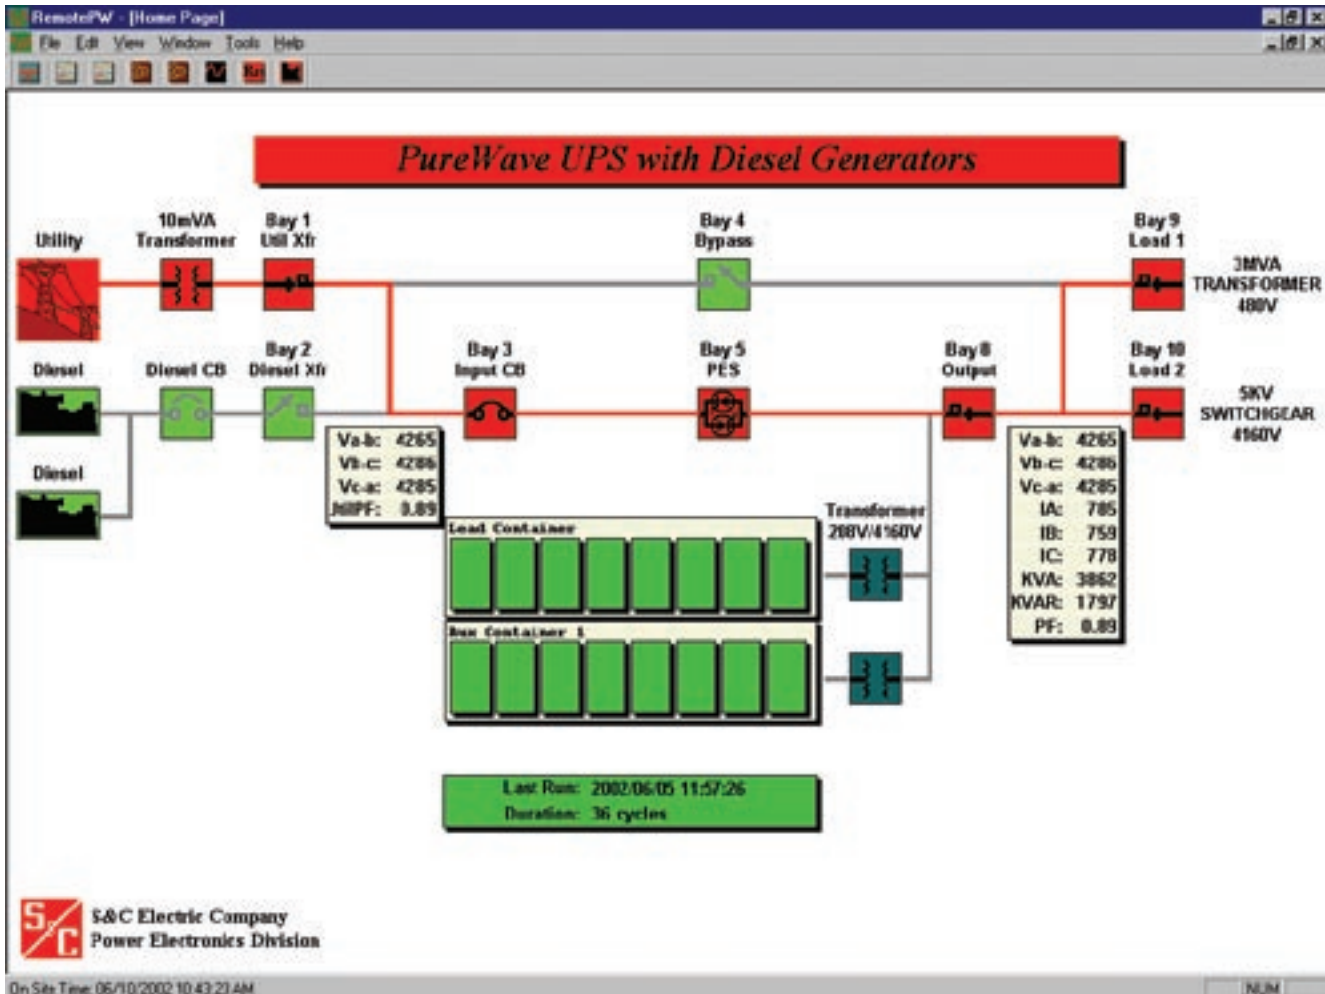 RemotePW - [Home Page]
File Edit View Window Tools Help
PureWave UPS with Diesel Generators
Utility
10mVA
Transformer
Bay 1
Util Xfr
Bay 4
Bypass
Bay 9
Load 1
3MVA
TRANSFORMER
480V
Diesel
Diesel CB
Bay 2
Diesel Xfr
Bay 3
Input CB
Bay 5
PES
Bay 8
Output
Bay 10
Load 2
5KV
SWITCHGEAR
4160V
Diesel
Va-b: 4265
Vb-c: 4286
Vc-a: 4285
UtilPF: 0.89
Va-b: 4265
Vb-c: 4286
Vc-a: 4285
IA: 785
IB: 759
IC: 778
KVA: 3862
KVAR: 1797
PF: 0.89
Load Container
Transformer
208V/4160V
Aux Container 1
Last Run: 2002/06/05 11:57:26
Duration: 36 cycles
S&C
S&C Electric Company
Power Electronics Division
On Site Time: 06/10/2002 10:43:23 AM
NUM